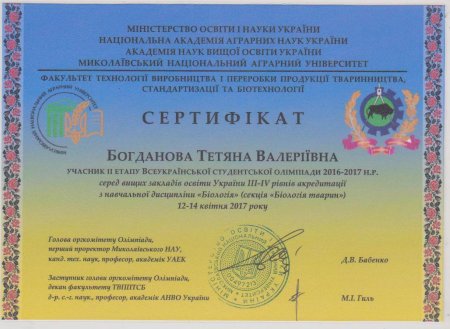 МІНІСТЕРСТВО ОСВІТИ І НАУКИ УКРАЇНИ
НАЦІОНАЛЬНА АКАДЕМІЯ АГРАРНИХ НАУК УКРАЇНИ
АКАДЕМІЯ НАУК ВИЩОЇ ОСВІТИ УКРАЇНИ
МИКОЛАЇВСЬКИЙ НАЦІОНАЛЬНИЙ АГРАРНИЙ УНІВЕРСИТЕТ
ФАКУЛЬТЕТ ТЕХНОЛОГІЇ ВИРОБНИЦТВА І ПЕРЕРОБКИ ПРОДУКЦІЇ ТВАРИННИЦТВА,
СТАНДАРТИЗАЦІЇ ТА БІОТЕХНОЛОГІЇ
СЕРТИФІКАТ
БОГДАНОВА ТЕТЯНА ВАЛЕРІЇВНА
УЧАСНИК ІІ ЕТАПУ ВСЕУКРАЇНСЬКОЇ СТУДЕНТСЬКОЇ ОЛІМПІАДИ 2016-2017 Н.Р.
серед вищих закладів освіти України III-IV рівнів акредитації
з навчальної дисципліни «Біологія» (секція «Біологія тварин»)
12-14 квітня 2017 року
Голова оргкомітету Олімпіади,
перший проректор Миколаївського НАУ,
канд. тех. наук, професор, академік УАЕК
Д.В. Бабенко
Заступник голови оргкомітету Олімпіади,
декан факультету ТВППТСБ
д-р. с.-г. наук, професор, академік АНВО України
М.І. Гиль